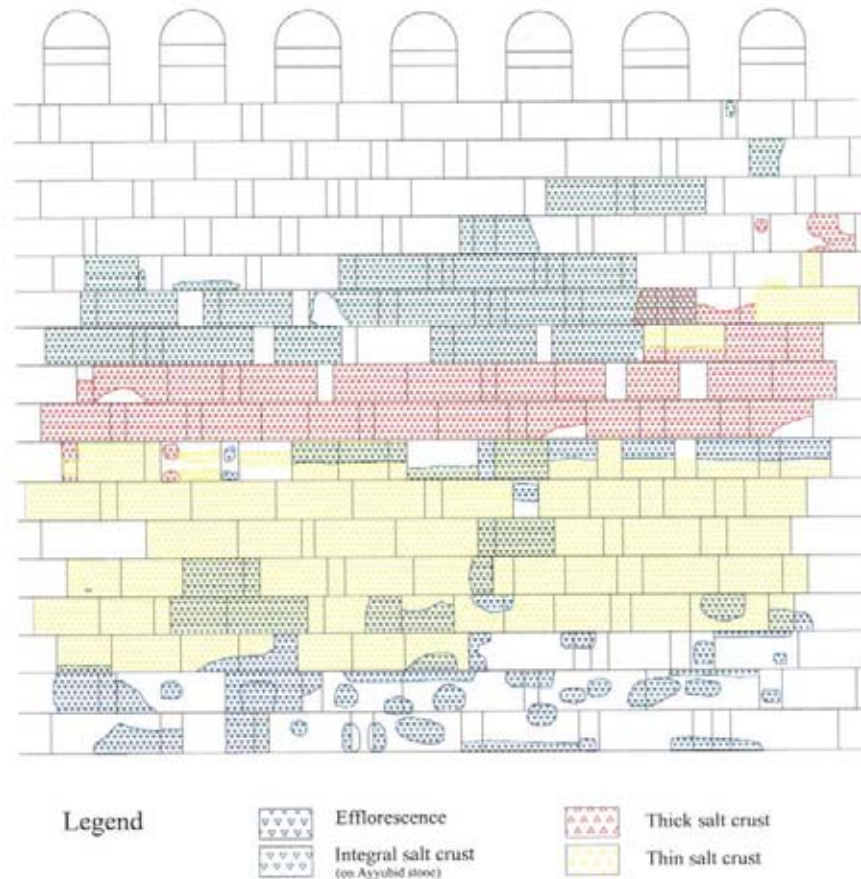 Legend
Efflorescence
Integral salt crust
(on Ayyubid stone)
Thick salt crust
Thin salt crust